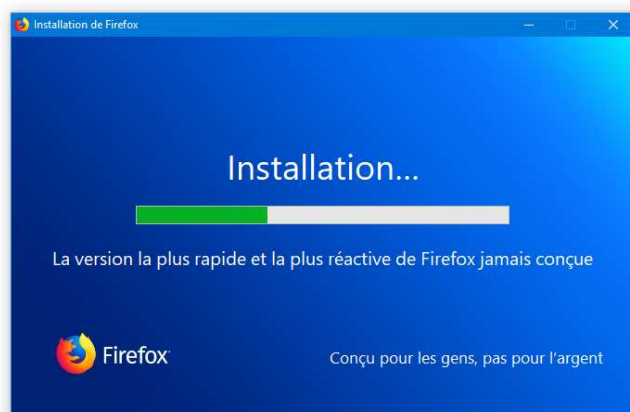 Installation de Firefox
Installation...
La version la plus rapide et la plus réactive de Firefox jamais conçue
Firefox
Conçu pour les gens, pas pour l'argent